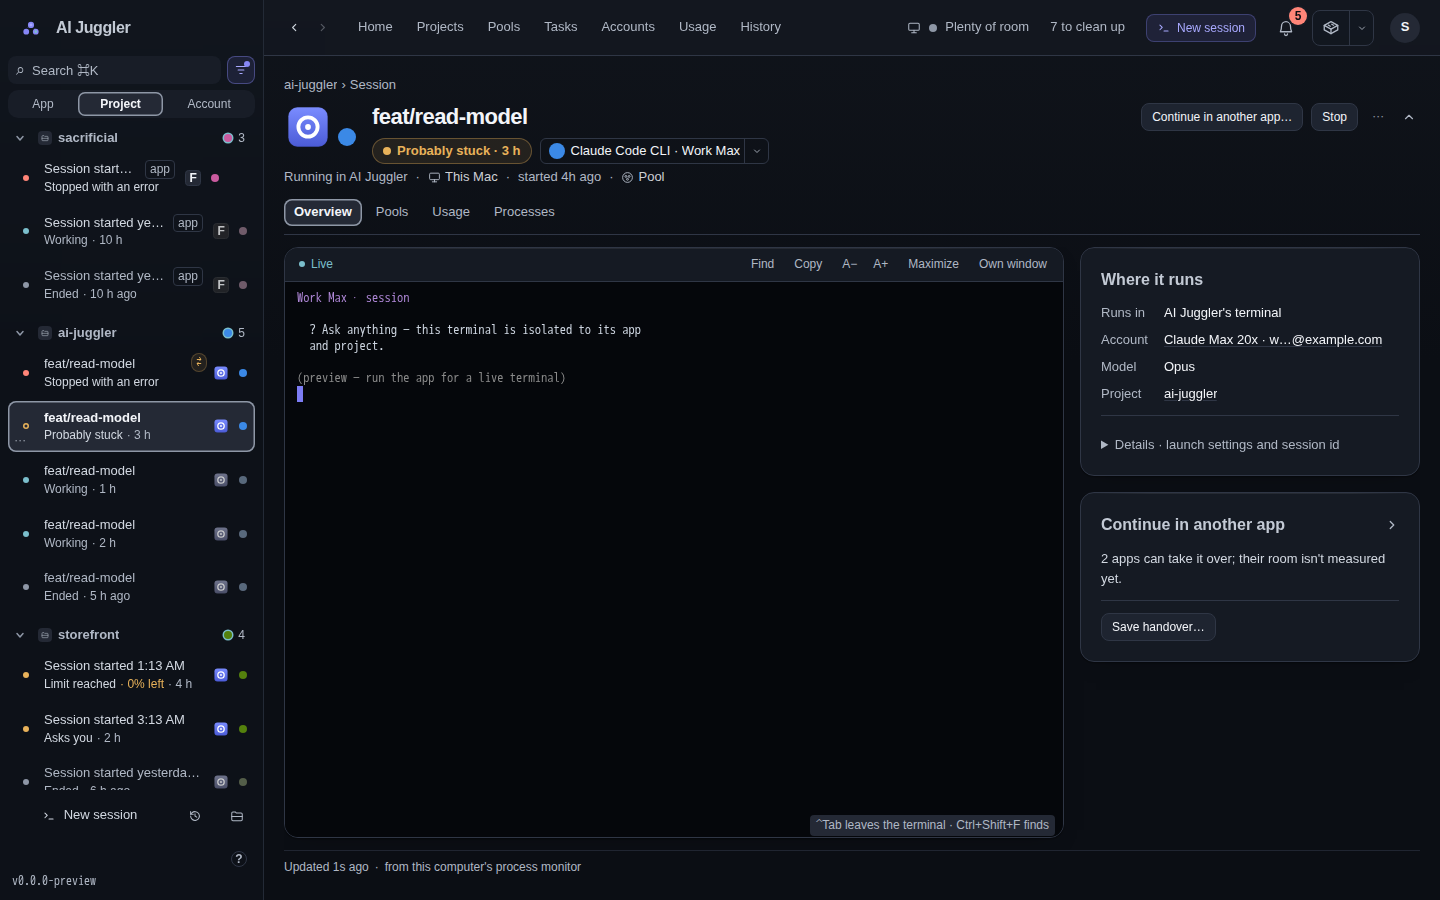 AI Juggler
Search ⌘K
App Project Account
sacrificial 3
Session start… app F
Stopped with an error
Session started ye… app F
Working · 10 h
Session started ye… app F
Ended · 10 h ago
ai-juggler 5
feat/read-model
Stopped with an error
feat/read-model
Probably stuck · 3 h
feat/read-model
Working · 1 h
feat/read-model
Working · 2 h
feat/read-model
Ended · 5 h ago
storefront 4
Session started 1:13 AM
Limit reached · 0% left · 4 h
Session started 3:13 AM
Asks you · 2 h
Session started yesterda…
Ended · 6 h ago
New session
?
v0.0.0-preview
Home Projects Pools Tasks Accounts Usage History
Plenty of room 7 to clean up New session 5 S
ai-juggler › Session
feat/read-model
Continue in another app… Stop ···
Probably stuck · 3 h Claude Code CLI · Work Max
Running in AI Juggler · This Mac · started 4h ago · Pool
Overview Pools Usage Processes
Live Find Copy A− A+ Maximize Own window
Work Max · session
? Ask anything — this terminal is isolated to its app
and project.
(preview — run the app for a live terminal)
^Tab leaves the terminal · Ctrl+Shift+F finds
Where it runs
Runs in AI Juggler's terminal
Account Claude Max 20x · w…@example.com
Model Opus
Project ai-juggler
Details · launch settings and session id
Continue in another app
2 apps can take it over; their room isn't measured
yet.
Save handover…
Updated 1s ago · from this computer's process monitor